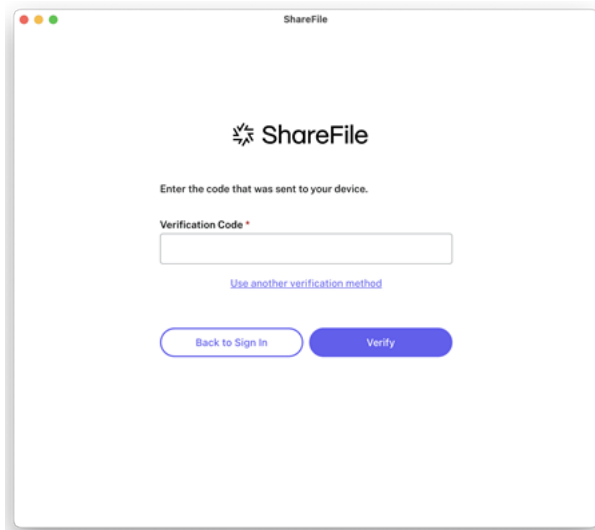 ShareFile
ShareFile
Enter the code that was sent to your device.
Verification Code *
Use another verification method
Back to Sign In Verify